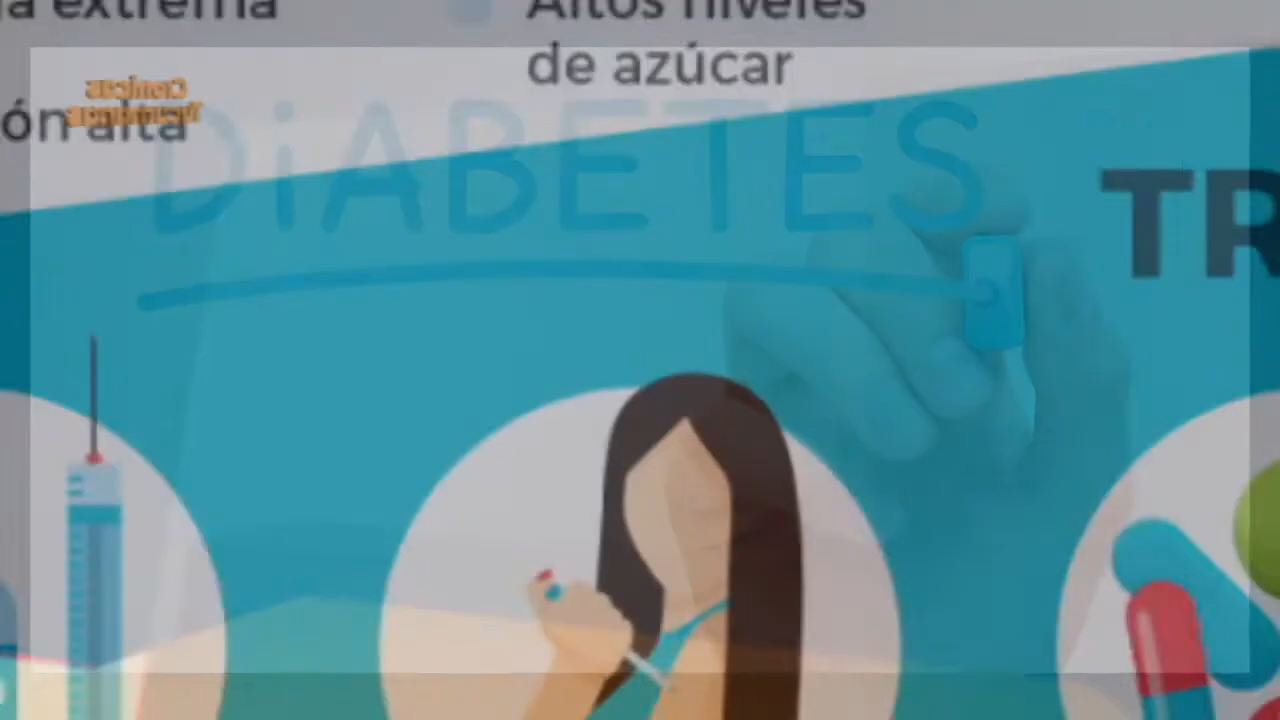 extrema
Altos niveles
de azúcar
ón alta
DiABETES
TR